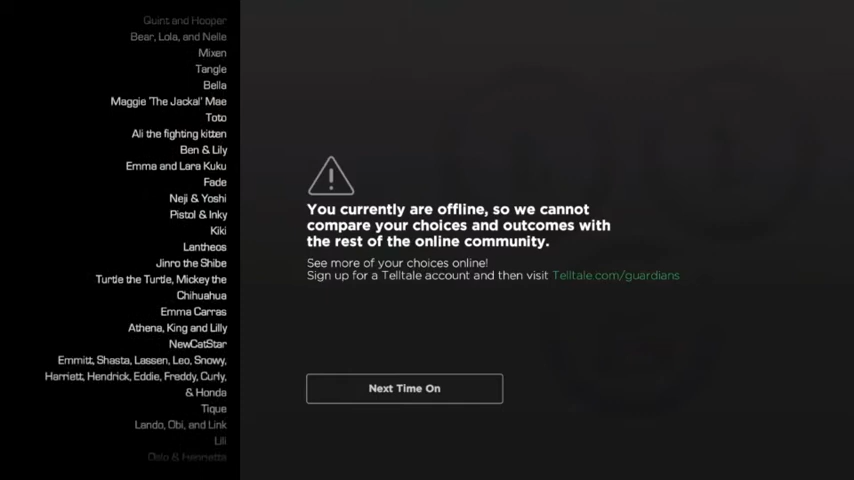 Quint and Hooper
Bear, Lola, and Nelle
Mixen
Tangle
Bella
Maggie 'The Jackal' Mae
Toto
Ali the fighting kitten
Ben & Lily
Emma and Lara Kuku
Fade
Neji & Yoshi
Pistol & Inky
Kiki
Lantheos
Jinro the Shibe
Turtle the Turtle, Mickey the
Chihuahua
Emma Carras
Athena, King and Lilly
NewCatStar
Emmitt, Shasta, Lassen, Leo, Snowy,
Harriett, Hendrick, Eddie, Freddy, Curly,
& Honda
Tique
Lando, Obi, and Link
Lili
Oslo & Henrietta
You currently are offline, so we cannot
compare your choices and outcomes with
the rest of the online community.
See more of your choices online!
Sign up for a Telltale account and then visit Telltale.com/guardians
Next Time On